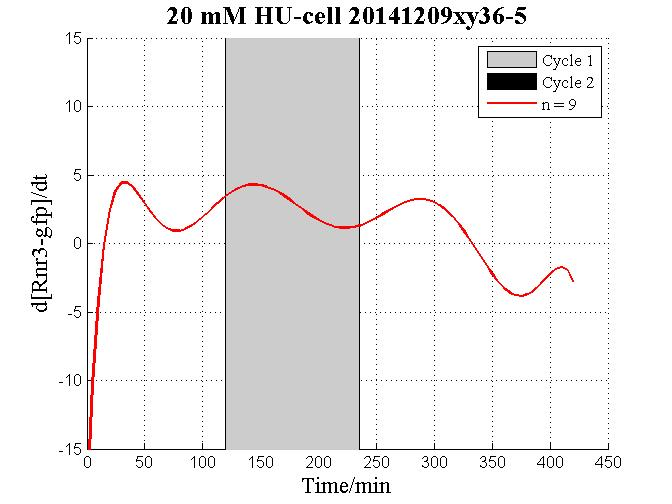 20 mM HU-cell 20141209xy36-5
d[Rnr3-gfp]/dt
15
10
5
0
-5
-10
-15
Cycle 1
Cycle 2
n = 9
0 50 100 150 200 250 300 350 400 450
Time/min